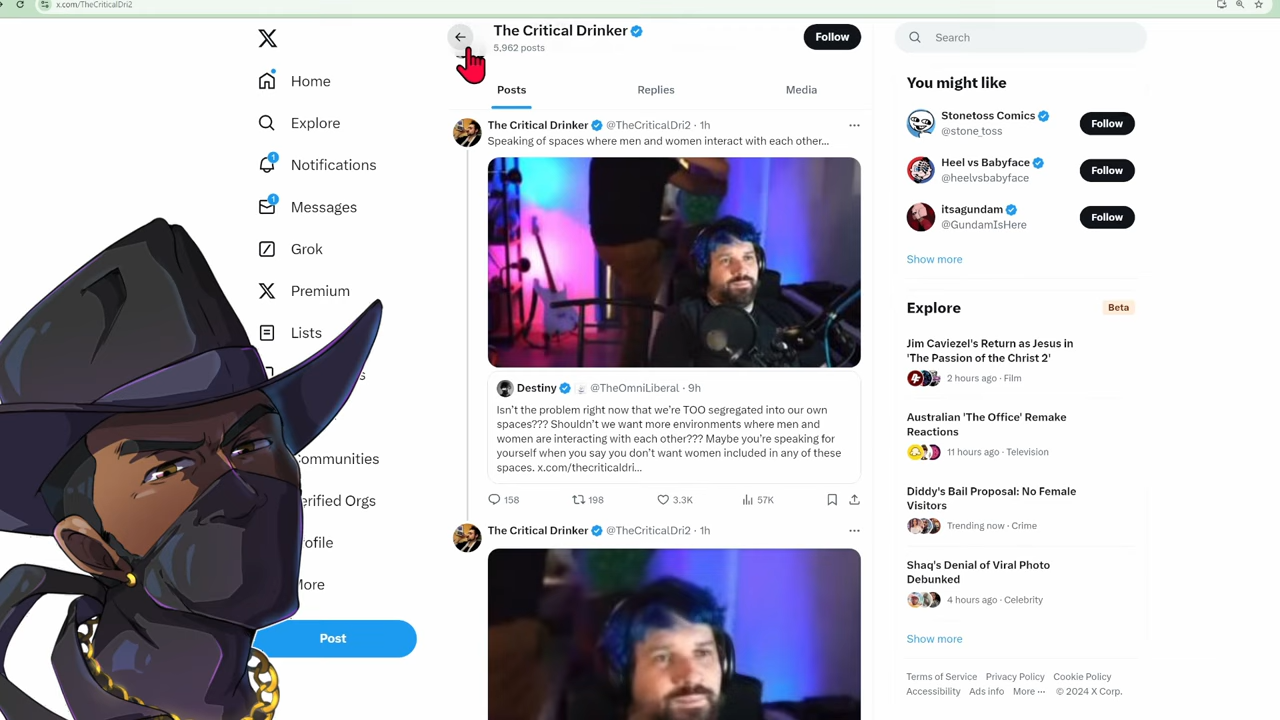 x.com/TheCriticalDri2
The Critical Drinker
5,962 posts
Follow
Search
Home
Explore
1
Notifications
1
Messages
Grok
Premium
Lists
Communities
erified Orgs
rofile
More
Post
Posts
Replies
Media
The Critical Drinker @TheCriticalDri2 · 1h
Speaking of spaces where men and women interact with each other...
Destiny @TheOmniLiberal · 9h
Isn't the problem right now that we're TOO segregated into our own
spaces??? Shouldn't we want more environments where men and
women are interacting with each other??? Maybe you're speaking for
yourself when you say you don't want women included in any of these
spaces. x.com/thecriticaldri...
158 198 3.3K 57K
The Critical Drinker @TheCriticalDri2 · 1h
You might like
Stonetoss Comics
@stone_toss
Follow
Heel vs Babyface
@heelvsbabyface
Follow
itsagundam
@GundamIsHere
Follow
Show more
Explore
Beta
Jim Caviezel's Return as Jesus in
'The Passion of the Christ 2'
2 hours ago · Film
Australian 'The Office' Remake
Reactions
11 hours ago · Television
Diddy's Bail Proposal: No Female
Visitors
Trending now · Crime
Shaq's Denial of Viral Photo
Debunked
4 hours ago · Celebrity
Show more
Terms of Service Privacy Policy Cookie Policy
Accessibility Ads info More ··· © 2024 X Corp.